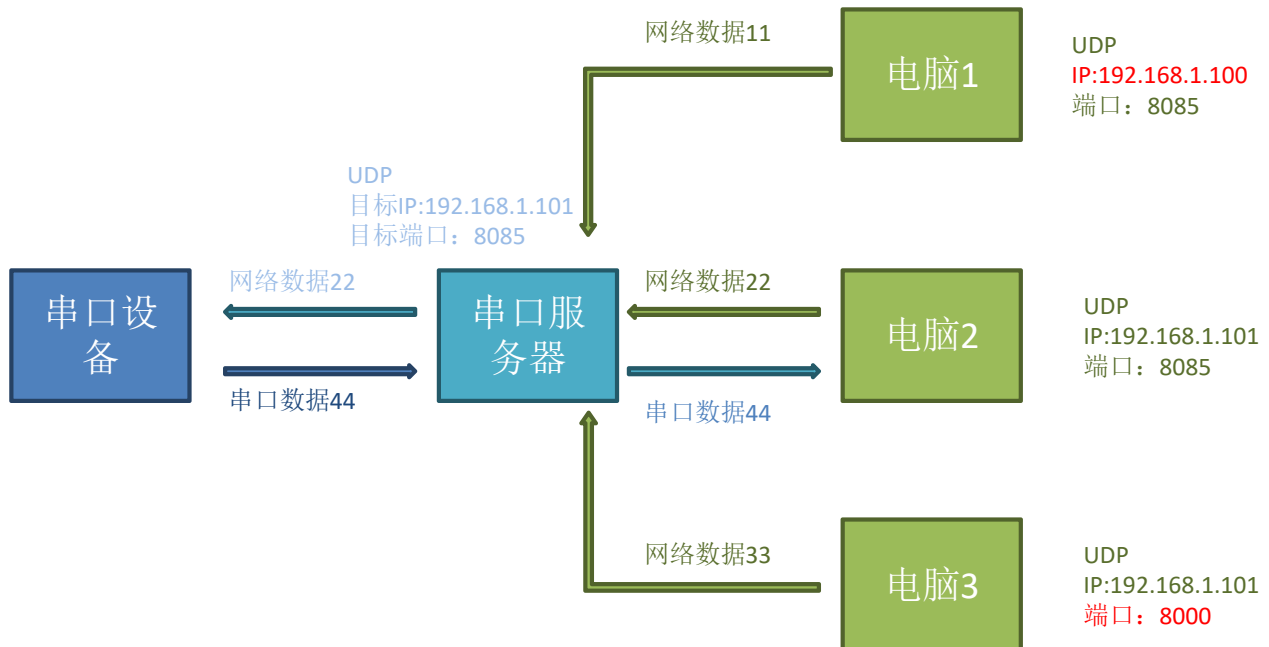 网络数据11
电脑1
UDP
IP:192.168.1.100
端口：8085
UDP
目标IP:192.168.1.101
目标端口：8085
串口设
备
网络数据22
串口数据44
串口服
务器
网络数据22
串口数据44
电脑2
UDP
IP:192.168.1.101
端口：8085
网络数据33
电脑3
UDP
IP:192.168.1.101
端口：8000